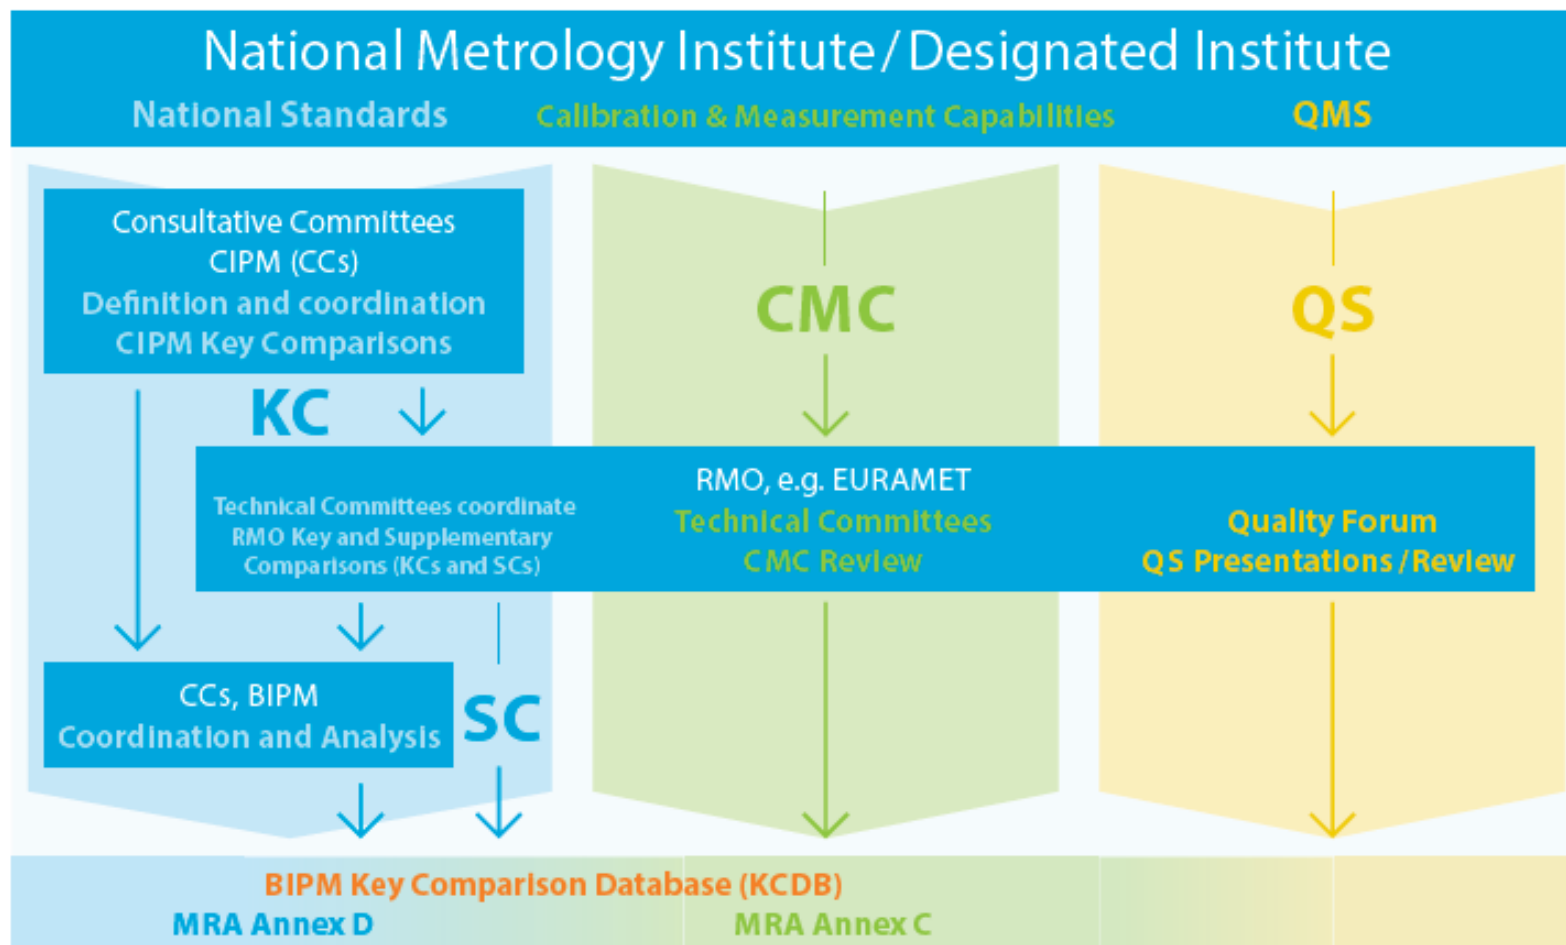 National Metrology Institute / Designated Institute
National Standards
Calibration & Measurement Capabilities
QMS
Consultative Committees
CIPM (CCs)
Definition and coordination
CIPM Key Comparisons
KC
CMC
QS
Technical Committees coordinate
RMO Key and Supplementary
Comparisons (KCs and SCs)
RMO, e.g. EURAMET
Technical Committees
CMC Review
Quality Forum
QS Presentations / Review
CCs, BIPM
Coordination and Analysis
SC
BIPM Key Comparison Database (KCDB)
MRA Annex D
MRA Annex C